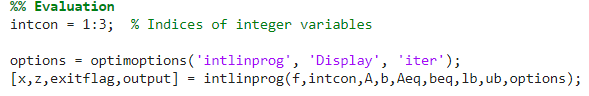 %% Evaluation
intcon = 1:3;  % Indices of integer variables
options = optimoptions('intlinprog', 'Display', 'iter');
[x,z,exitflag,output] = intlinprog(f,intcon,A,b,Aeq,beq,lb,ub,options);